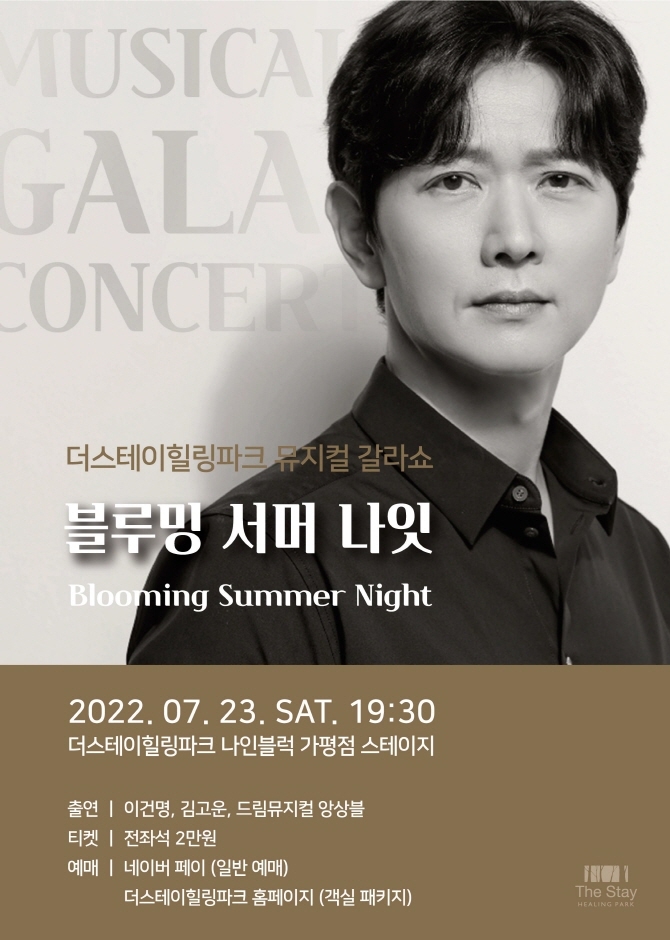 MUSICAL
GALA
CONCERT
더스테이힐링파크 뮤지컬 갈라쇼
블루밍 서머 나잇
Blooming Summer Night
2022. 07. 23. SAT. 19:30
더스테이힐링파크 나인블럭 가평점 스테이지
출연 | 이건명, 김고운, 드림뮤지컬 앙상블
티켓 | 전좌석 2만원
예매 | 네이버 페이 (일반 예매)
더스테이힐링파크 홈페이지 (객실 패키지)
The Stay
HEALING PARK